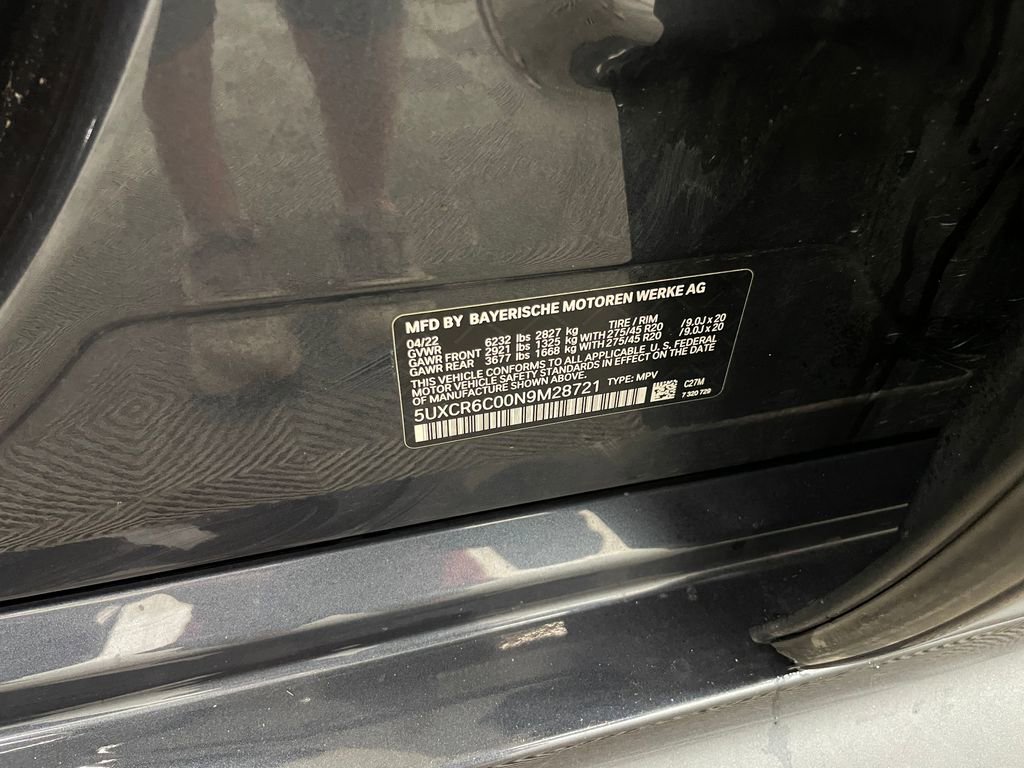 MFD BY BAYERISCHE MOTOREN WERKE AG
04/22 TIRE / RIM
GVWR 6232 lbs 2827 kg
GAWR FRONT 2921 lbs 1325 kg WITH 275/45 R20 / 9.0J x 20
GAWR REAR 3677 lbs 1668 kg WITH 275/45 R20 / 9.0J x 20
THIS VEHICLE CONFORMS TO ALL APPLICABLE U. S. FEDERAL
MOTOR VEHICLE SAFETY STANDARDS IN EFFECT ON THE DATE
OF MANUFACTURE SHOWN ABOVE.
5UXCR6C00N9M28721 TYPE: MPV C27M
7 320 729